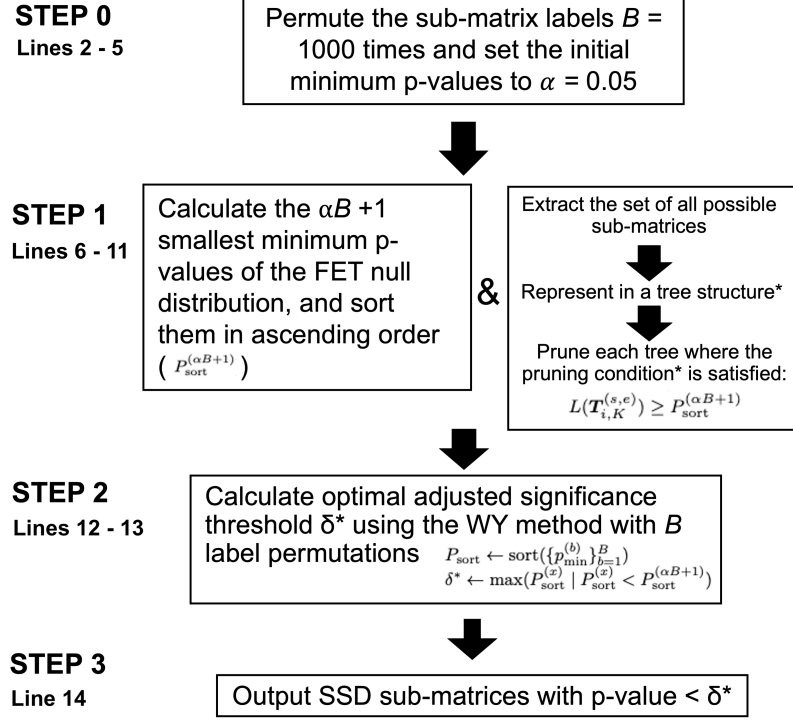 STEP 0
Lines 2 - 5
Permute the sub-matrix labels B =
1000 times and set the initial
minimum p-values to α = 0.05
STEP 1
Lines 6 - 11
Calculate the αB +1
smallest minimum p-
values of the FET null
distribution, and sort
them in ascending order
( P_sort^(αB+1) )
&
Extract the set of all possible
sub-matrices
Represent in a tree structure*
Prune each tree where the
pruning condition* is satisfied:
L(T_{i,K}^{(s,e)}) ≥ P_sort^(αB+1)
STEP 2
Lines 12 - 13
Calculate optimal adjusted significance
threshold δ* using the WY method with B
label permutations
P_sort ← sort({p_min^(b)}_{b=1}^B)
δ* ← max(P_sort^(x) | P_sort^(x) < P_sort^(αB+1))
STEP 3
Line 14
Output SSD sub-matrices with p-value < δ*